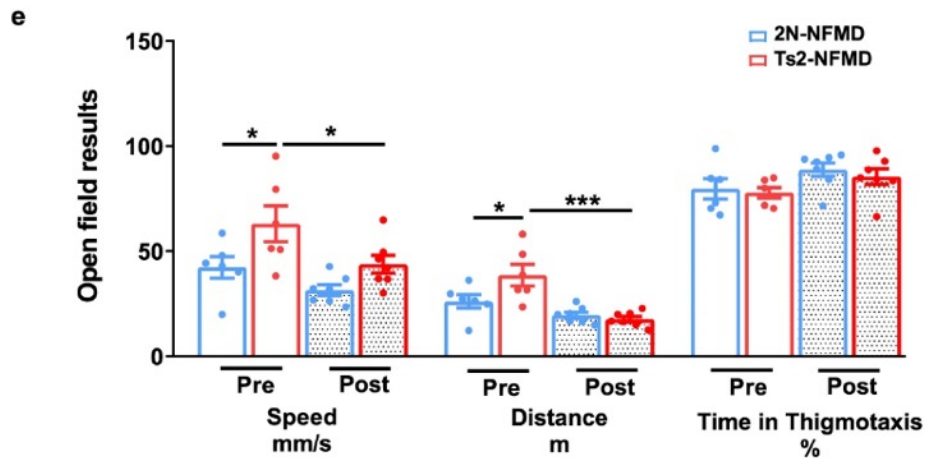 e
150
100
50
0
Open field results
2N-NFMD
Ts2-NFMD
* *
* ***
Pre Post Pre Post Pre Post
Speed Distance Time in Thigmotaxis
mm/s m %